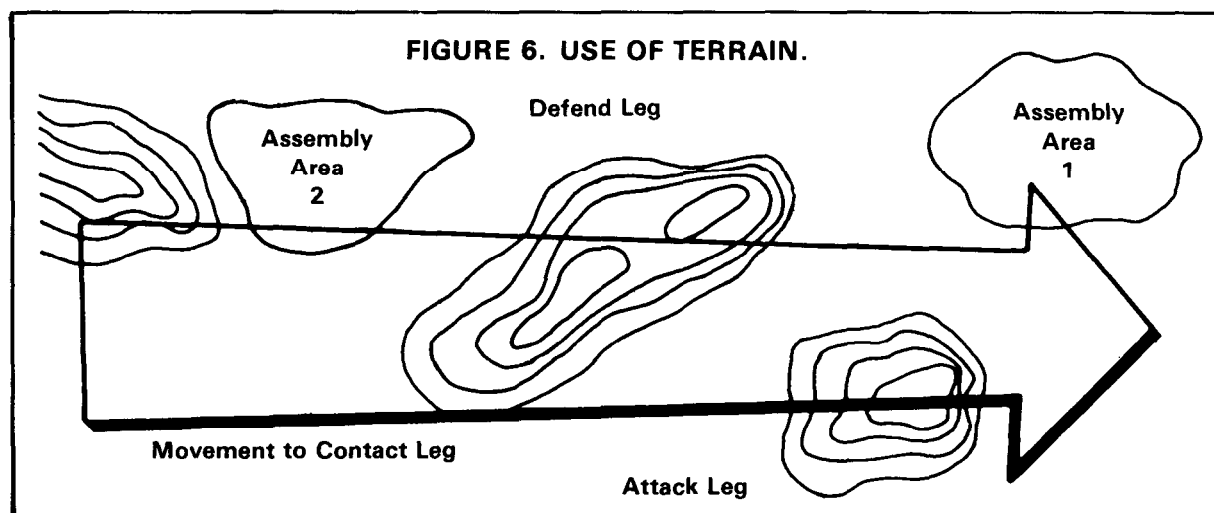 FIGURE 6. USE OF TERRAIN.
Defend Leg
Assembly
Area
2
Assembly
Area
1
Movement to Contact Leg
Attack Leg